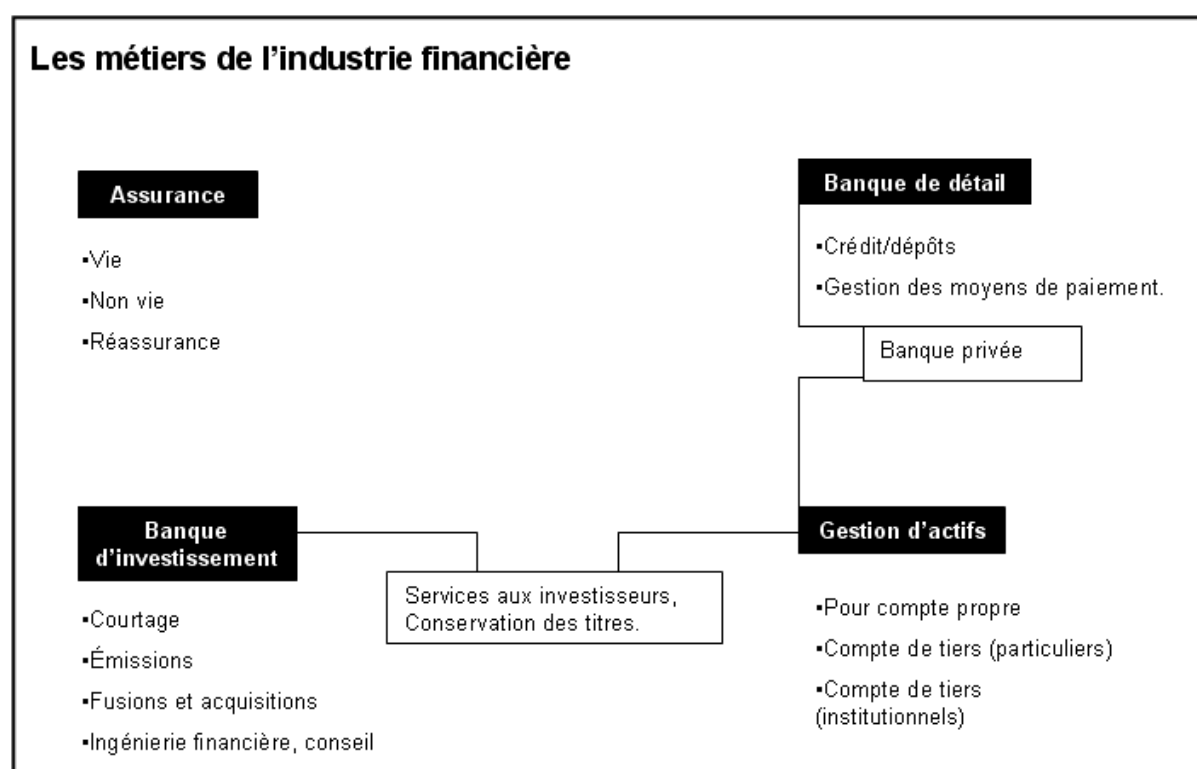 Les métiers de l'industrie financière
Assurance
▪Vie
▪Non vie
▪Réassurance
Banque de détail
▪Crédit/dépôts
▪Gestion des moyens de paiement.
Banque privée
Banque
d'investissement
▪Courtage
▪Émissions
▪Fusions et acquisitions
▪Ingénierie financière, conseil
Services aux investisseurs,
Conservation des titres.
Gestion d'actifs
▪Pour compte propre
▪Compte de tiers (particuliers)
▪Compte de tiers
(institutionnels)